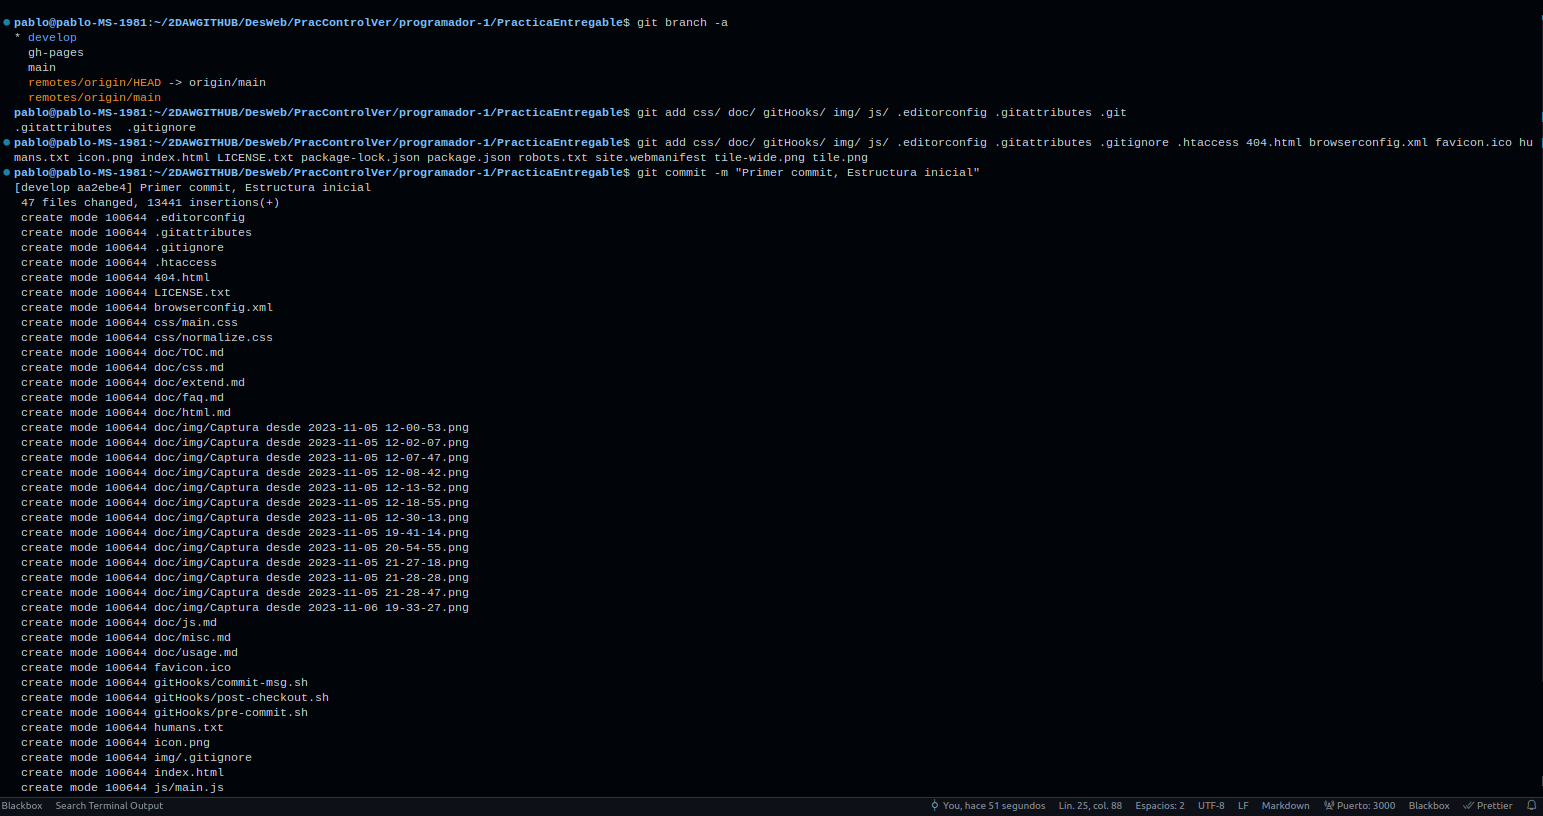 pablo@pablo-MS-1981:~/2DAWGITHUB/DesWeb/PracControlVer/programador-1/PracticaEntregable$ git branch -a
* develop
gh-pages
main
remotes/origin/HEAD -> origin/main
remotes/origin/main
pablo@pablo-MS-1981:~/2DAWGITHUB/DesWeb/PracControlVer/programador-1/PracticaEntregable$ git add css/ doc/ gitHooks/ img/ js/ .editorconfig .gitattributes .git
.gitattributes  .gitignore
pablo@pablo-MS-1981:~/2DAWGITHUB/DesWeb/PracControlVer/programador-1/PracticaEntregable$ git add css/ doc/ gitHooks/ img/ js/ .editorconfig .gitattributes .gitignore .htaccess 404.html browserconfig.xml favicon.ico hu
mans.txt icon.png index.html LICENSE.txt package-lock.json package.json robots.txt site.webmanifest tile-wide.png tile.png
pablo@pablo-MS-1981:~/2DAWGITHUB/DesWeb/PracControlVer/programador-1/PracticaEntregable$ git commit -m "Primer commit, Estructura inicial"
[develop aa2ebe4] Primer commit, Estructura inicial
47 files changed, 13441 insertions(+)
create mode 100644 .editorconfig
create mode 100644 .gitattributes
create mode 100644 .gitignore
create mode 100644 .htaccess
create mode 100644 404.html
create mode 100644 LICENSE.txt
create mode 100644 browserconfig.xml
create mode 100644 css/main.css
create mode 100644 css/normalize.css
create mode 100644 doc/TOC.md
create mode 100644 doc/css.md
create mode 100644 doc/extend.md
create mode 100644 doc/faq.md
create mode 100644 doc/html.md
create mode 100644 doc/img/Captura desde 2023-11-05 12-00-53.png
create mode 100644 doc/img/Captura desde 2023-11-05 12-02-07.png
create mode 100644 doc/img/Captura desde 2023-11-05 12-07-47.png
create mode 100644 doc/img/Captura desde 2023-11-05 12-08-42.png
create mode 100644 doc/img/Captura desde 2023-11-05 12-13-52.png
create mode 100644 doc/img/Captura desde 2023-11-05 12-18-55.png
create mode 100644 doc/img/Captura desde 2023-11-05 12-30-13.png
create mode 100644 doc/img/Captura desde 2023-11-05 19-41-14.png
create mode 100644 doc/img/Captura desde 2023-11-05 20-54-55.png
create mode 100644 doc/img/Captura desde 2023-11-05 21-27-18.png
create mode 100644 doc/img/Captura desde 2023-11-05 21-28-28.png
create mode 100644 doc/img/Captura desde 2023-11-05 21-28-47.png
create mode 100644 doc/img/Captura desde 2023-11-06 19-33-27.png
create mode 100644 doc/js.md
create mode 100644 doc/misc.md
create mode 100644 doc/usage.md
create mode 100644 favicon.ico
create mode 100644 gitHooks/commit-msg.sh
create mode 100644 gitHooks/post-checkout.sh
create mode 100644 gitHooks/pre-commit.sh
create mode 100644 humans.txt
create mode 100644 icon.png
create mode 100644 img/.gitignore
create mode 100644 index.html
create mode 100644 js/main.js
Blackbox Search Terminal Output You, hace 51 segundos Lín. 25, col. 88 Espacios: 2 UTF-8 LF Markdown Puerto: 3000 Blackbox Prettier